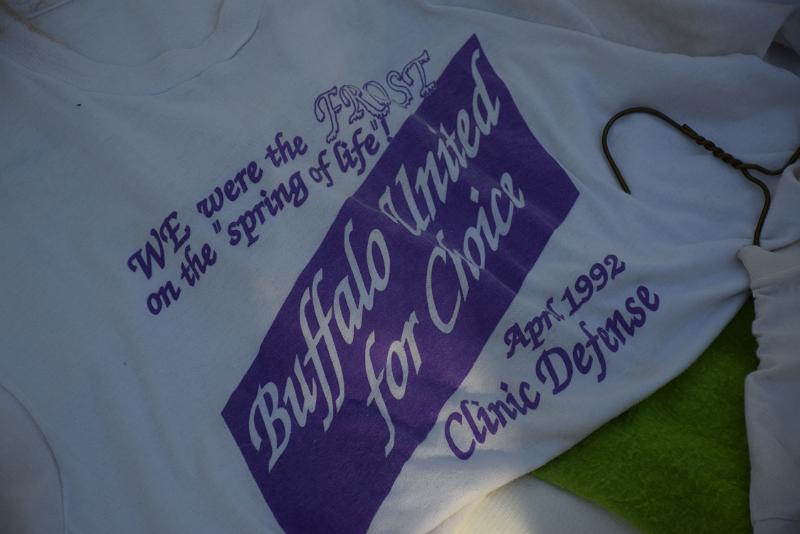 WE were the FROST
on the "spring of life"!
Buffalo United
for Choice
April 1992
Clinic Defense